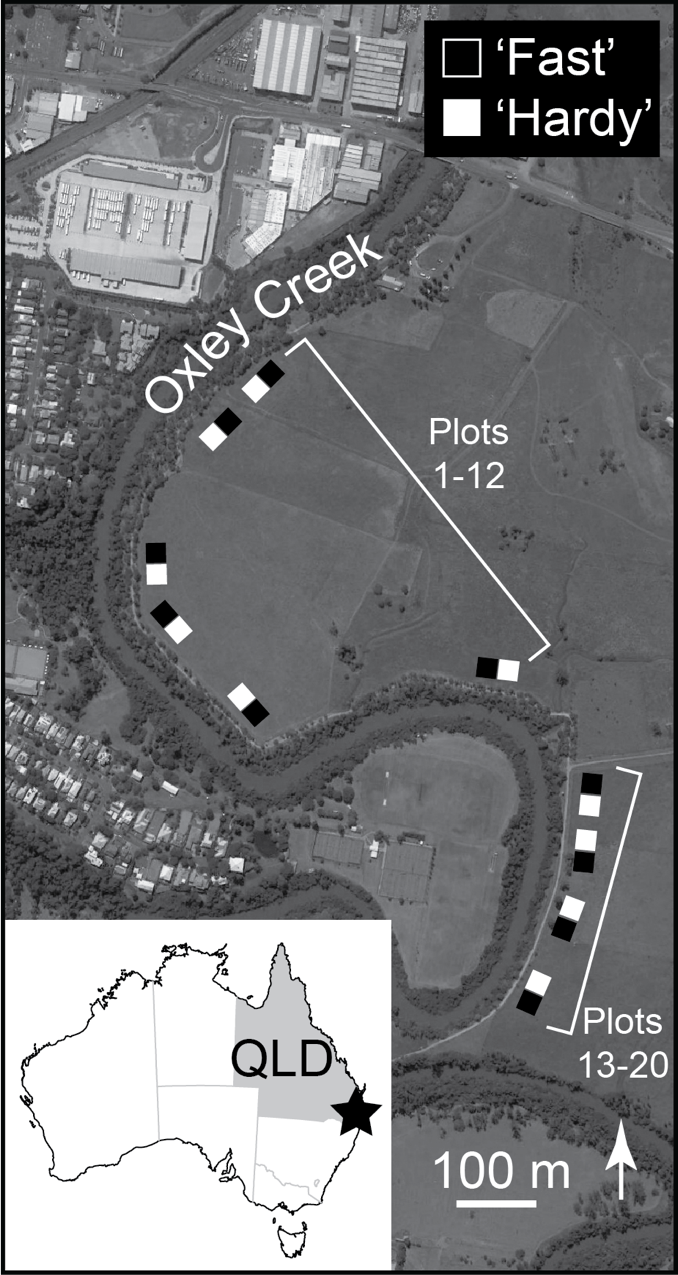 ‘Fast’
‘Hardy’
Oxley Creek
Plots
1-12
Plots
13-20
QLD
100 m